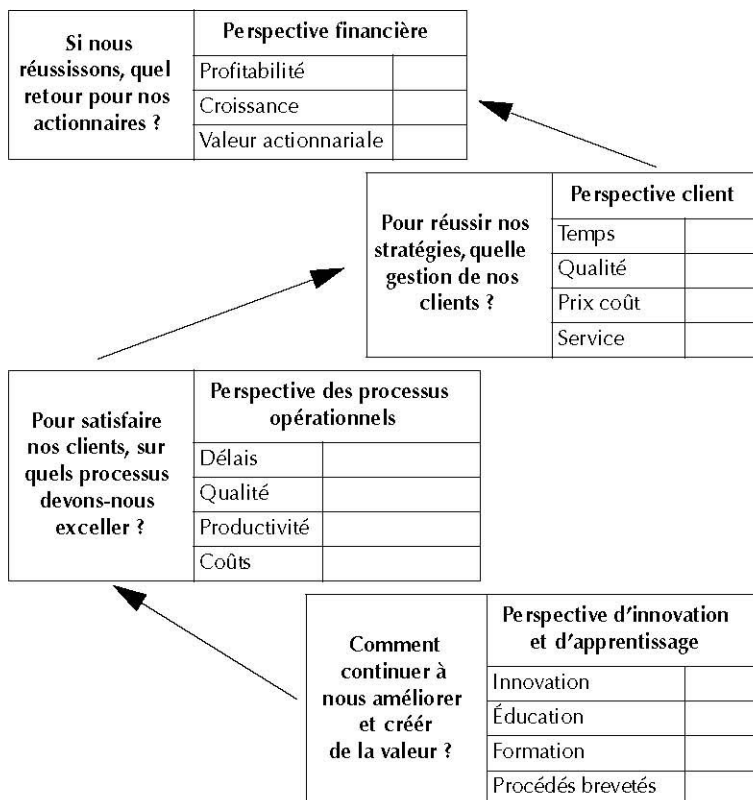 Si nous
réussissons, quel
retour pour nos
actionnaires ?
Perspective financière
Profitabilité
Croissance
Valeur actionnariale
Pour réussir nos
stratégies, quelle
gestion de nos
clients ?
Perspective client
Temps
Qualité
Prix coût
Service
Pour satisfaire
nos clients, sur
quels processus
devons-nous
exceller ?
Perspective des processus
opérationnels
Délais
Qualité
Productivité
Coûts
Comment
continuer à
nous améliorer
et créér
de la valeur ?
Perspective d'innovation
et d'apprentissage
Innovation
Éducation
Formation
Procédés brevetés